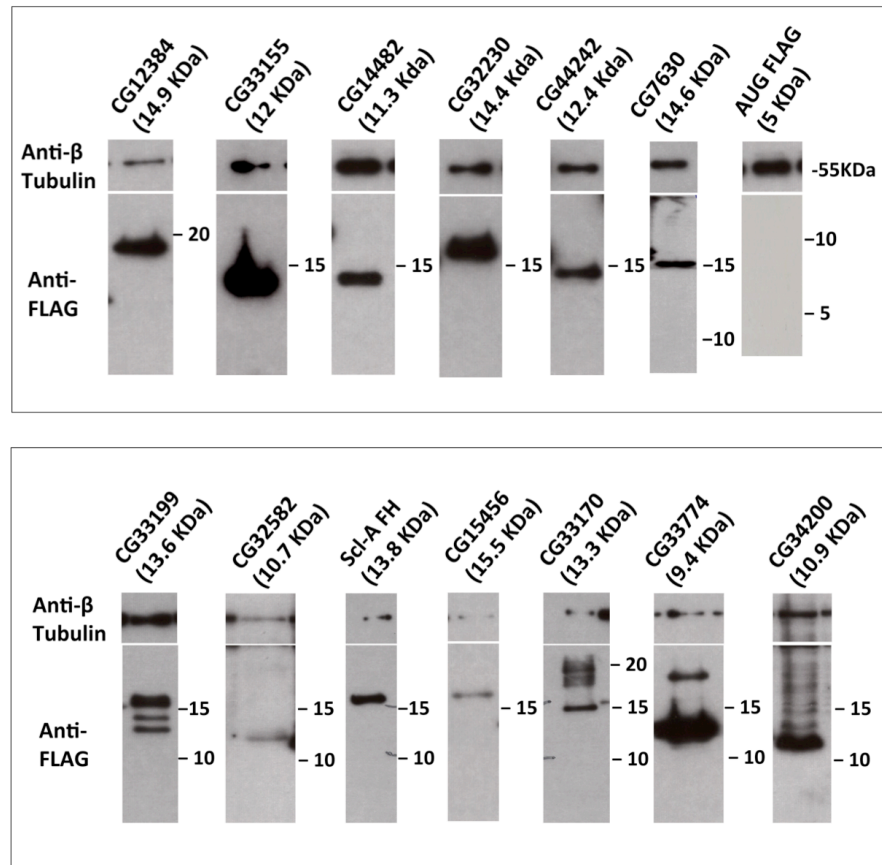 CG12384
(14.9 KDa)
CG33155
(12 KDa)
CG14482
(11.3 Kda)
CG32230
(14.4 Kda)
CG44242
(12.4 Kda)
CG7630
(14.6 KDa)
AUG FLAG
(5 KDa)
Anti-β
Tubulin
-55KDa
Anti-
FLAG
– 20
– 15
– 15
– 15
– 15
–15
–10
–10
– 5
CG33199
(13.6 KDa)
CG32582
(10.7 KDa)
Scl-A FH
(13.8 KDa)
CG15456
(15.5 KDa)
CG33170
(13.3 KDa)
CG33774
(9.4 KDa)
CG34200
(10.9 KDa)
Anti-β
Tubulin
Anti-
FLAG
–15
– 10
– 15
– 10
–15
– 10
– 15
– 20
– 15
– 10
– 15
– 10
– 15
– 10